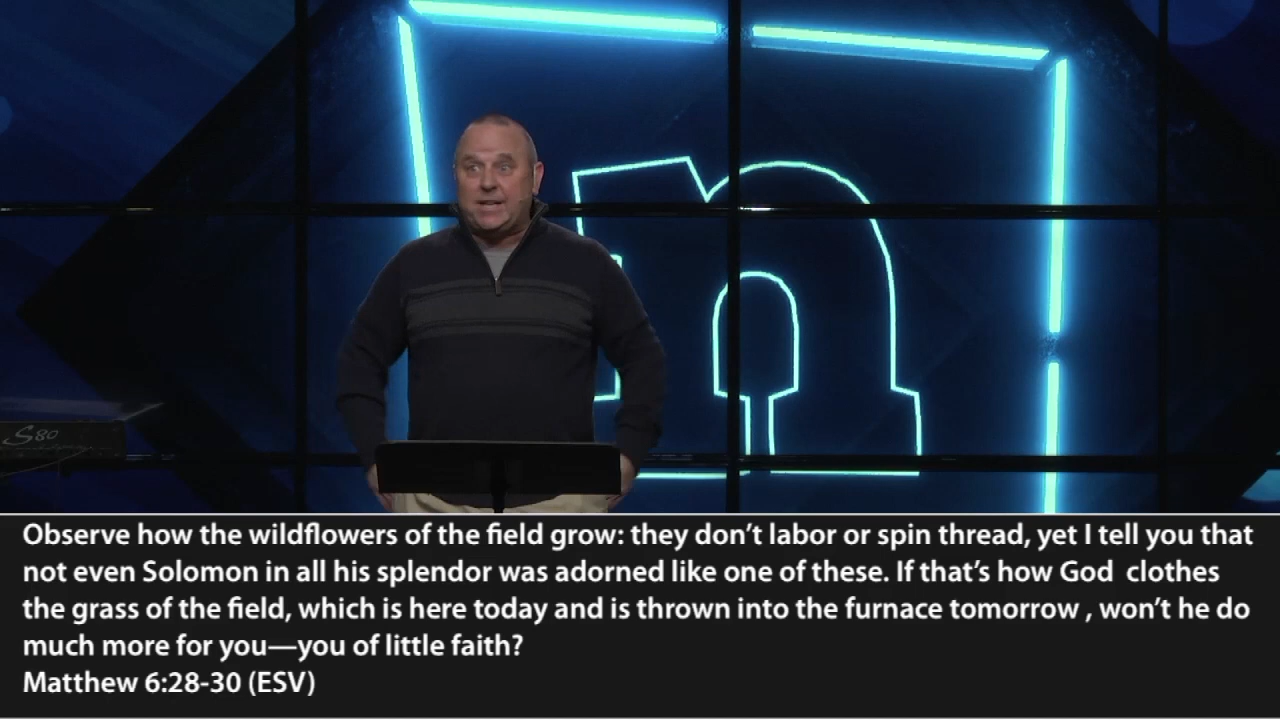 n
S80
Observe how the wildflowers of the field grow: they don’t labor or spin thread, yet I tell you that
not even Solomon in all his splendor was adorned like one of these. If that’s how God  clothes
the grass of the field, which is here today and is thrown into the furnace tomorrow , won’t he do
much more for you—you of little faith?
Matthew 6:28-30 (ESV)